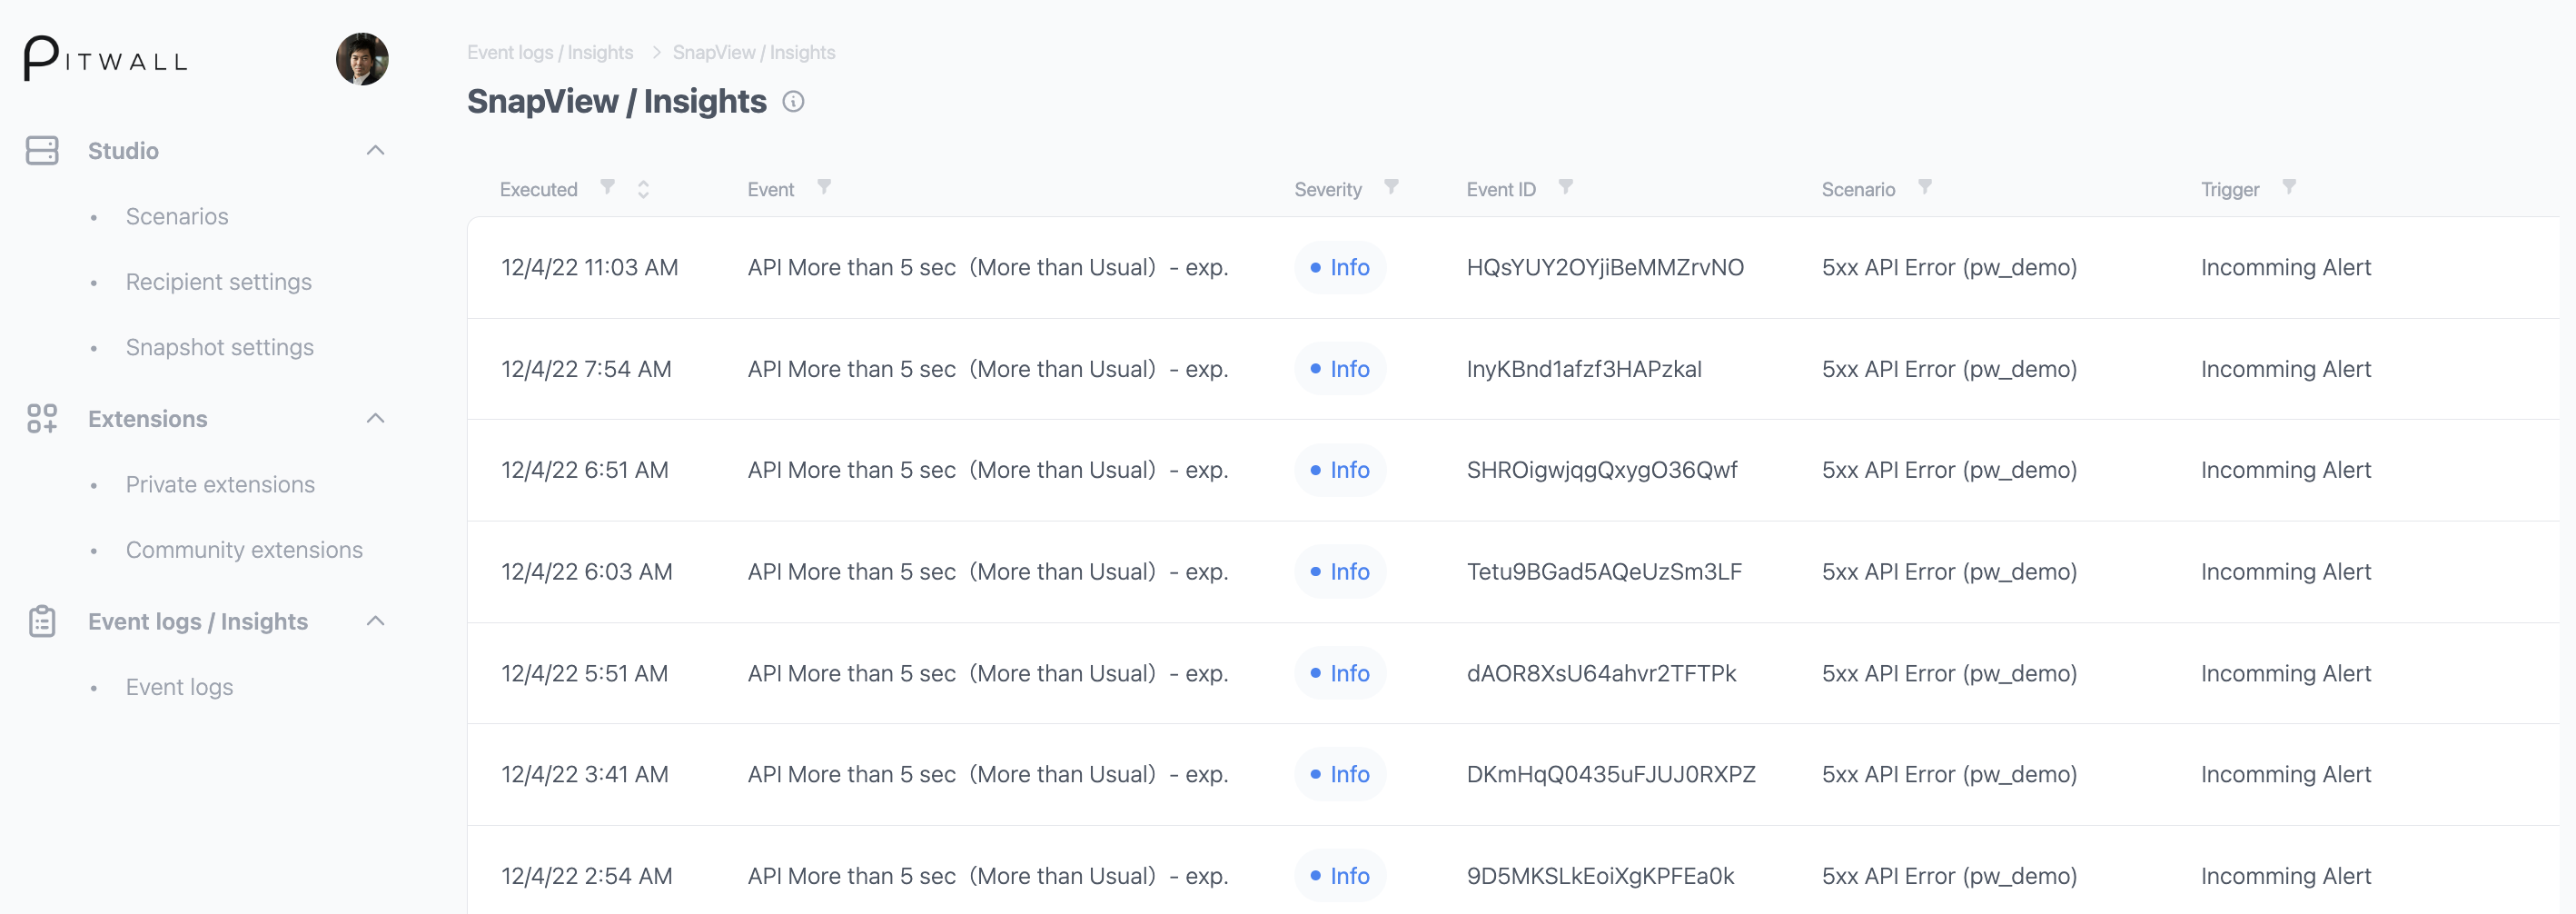 PITWALL
Studio
Scenarios
Recipient settings
Snapshot settings
Extensions
Private extensions
Community extensions
Event logs / Insights
Event logs
Event logs / Insights > SnapView / Insights
SnapView / Insights
Executed Event Severity Event ID Scenario Trigger
12/4/22 11:03 AM API More than 5 sec（More than Usual）- exp. Info HQsYUY2OYjiBeMMZrvNO 5xx API Error (pw_demo) Incomming Alert
12/4/22 7:54 AM API More than 5 sec（More than Usual）- exp. Info InyKBnd1afzf3HAPzkal 5xx API Error (pw_demo) Incomming Alert
12/4/22 6:51 AM API More than 5 sec（More than Usual）- exp. Info SHROigwjqgQxygO36Qwf 5xx API Error (pw_demo) Incomming Alert
12/4/22 6:03 AM API More than 5 sec（More than Usual）- exp. Info Tetu9BGad5AQeUzSm3LF 5xx API Error (pw_demo) Incomming Alert
12/4/22 5:51 AM API More than 5 sec（More than Usual）- exp. Info dAOR8XsU64ahvr2TFTPk 5xx API Error (pw_demo) Incomming Alert
12/4/22 3:41 AM API More than 5 sec（More than Usual）- exp. Info DKmHqQ0435uFJUJ0RXPZ 5xx API Error (pw_demo) Incomming Alert
12/4/22 2:54 AM API More than 5 sec（More than Usual）- exp. Info 9D5MKSLkEoiXgKPFEa0k 5xx API Error (pw_demo) Incomming Alert